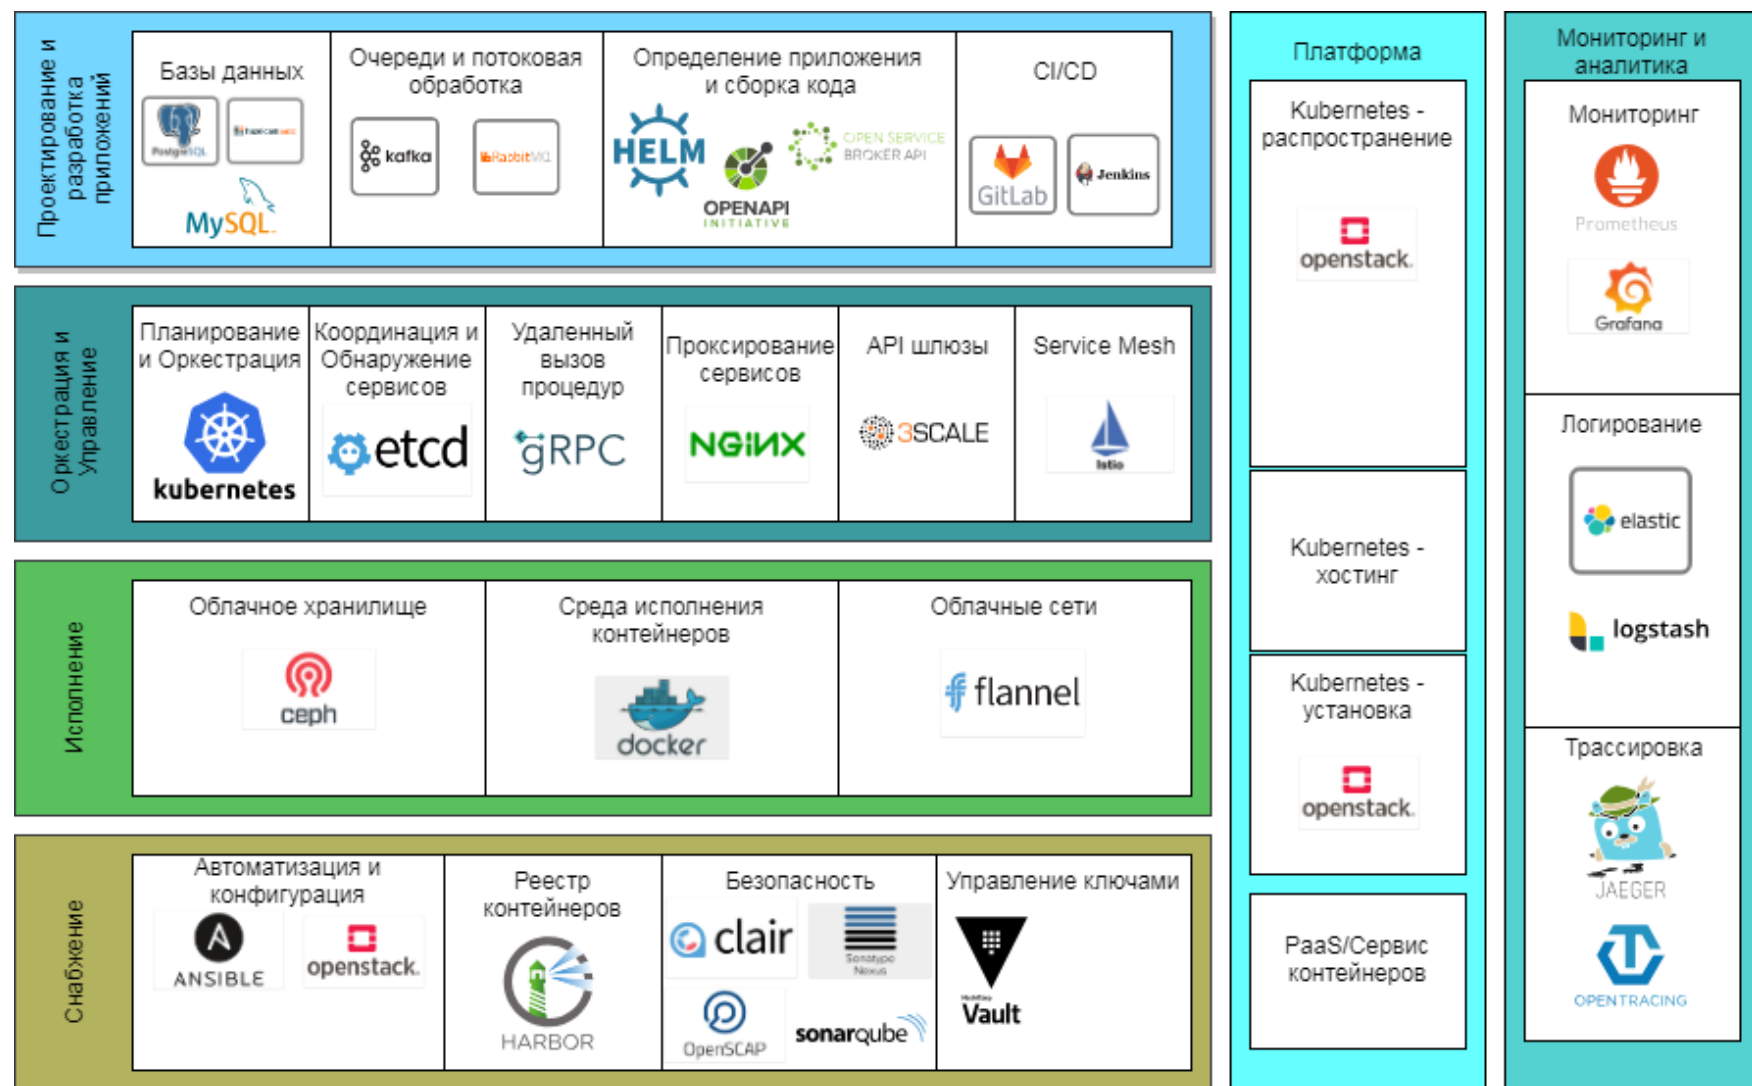 Проектирование и
разработка
приложений
Базы данных
PostgreSQL
MySQL
Очереди и потоковая
обработка
kafka
RabbitMQ
Определение приложения
и сборка кода
HELM
OPENAPI
INITIATIVE
OPEN SERVICE
BROKER API
CI/CD
GitLab
Jenkins
Оркестрация и
Управление
Планирование
и Оркестрация
kubernetes
Координация и
Обнаружение
сервисов
etcd
Удаленный
вызов
процедур
gRPC
Проксирование
сервисов
NGINX
API шлюзы
3SCALE
Service Mesh
Istio
Исполнение
Облачное хранилище
ceph
Среда исполнения
контейнеров
docker
Облачные сети
flannel
Снабжение
Автоматизация и
конфигурация
ANSIBLE
openstack.
Реестр
контейнеров
HARBOR
Безопасность
clair
Sonatype
Nexus
OpenSCAP
sonarqube
Управление ключами
HashiCorp
Vault
Платформа
Kubernetes -
распространение
openstack.
Kubernetes -
хостинг
Kubernetes -
установка
openstack.
PaaS/Сервис
контейнеров
Мониторинг и
аналитика
Мониторинг
Prometheus
Grafana
Логирование
elastic
logstash
Трассировка
JAEGER
OPENTRACING